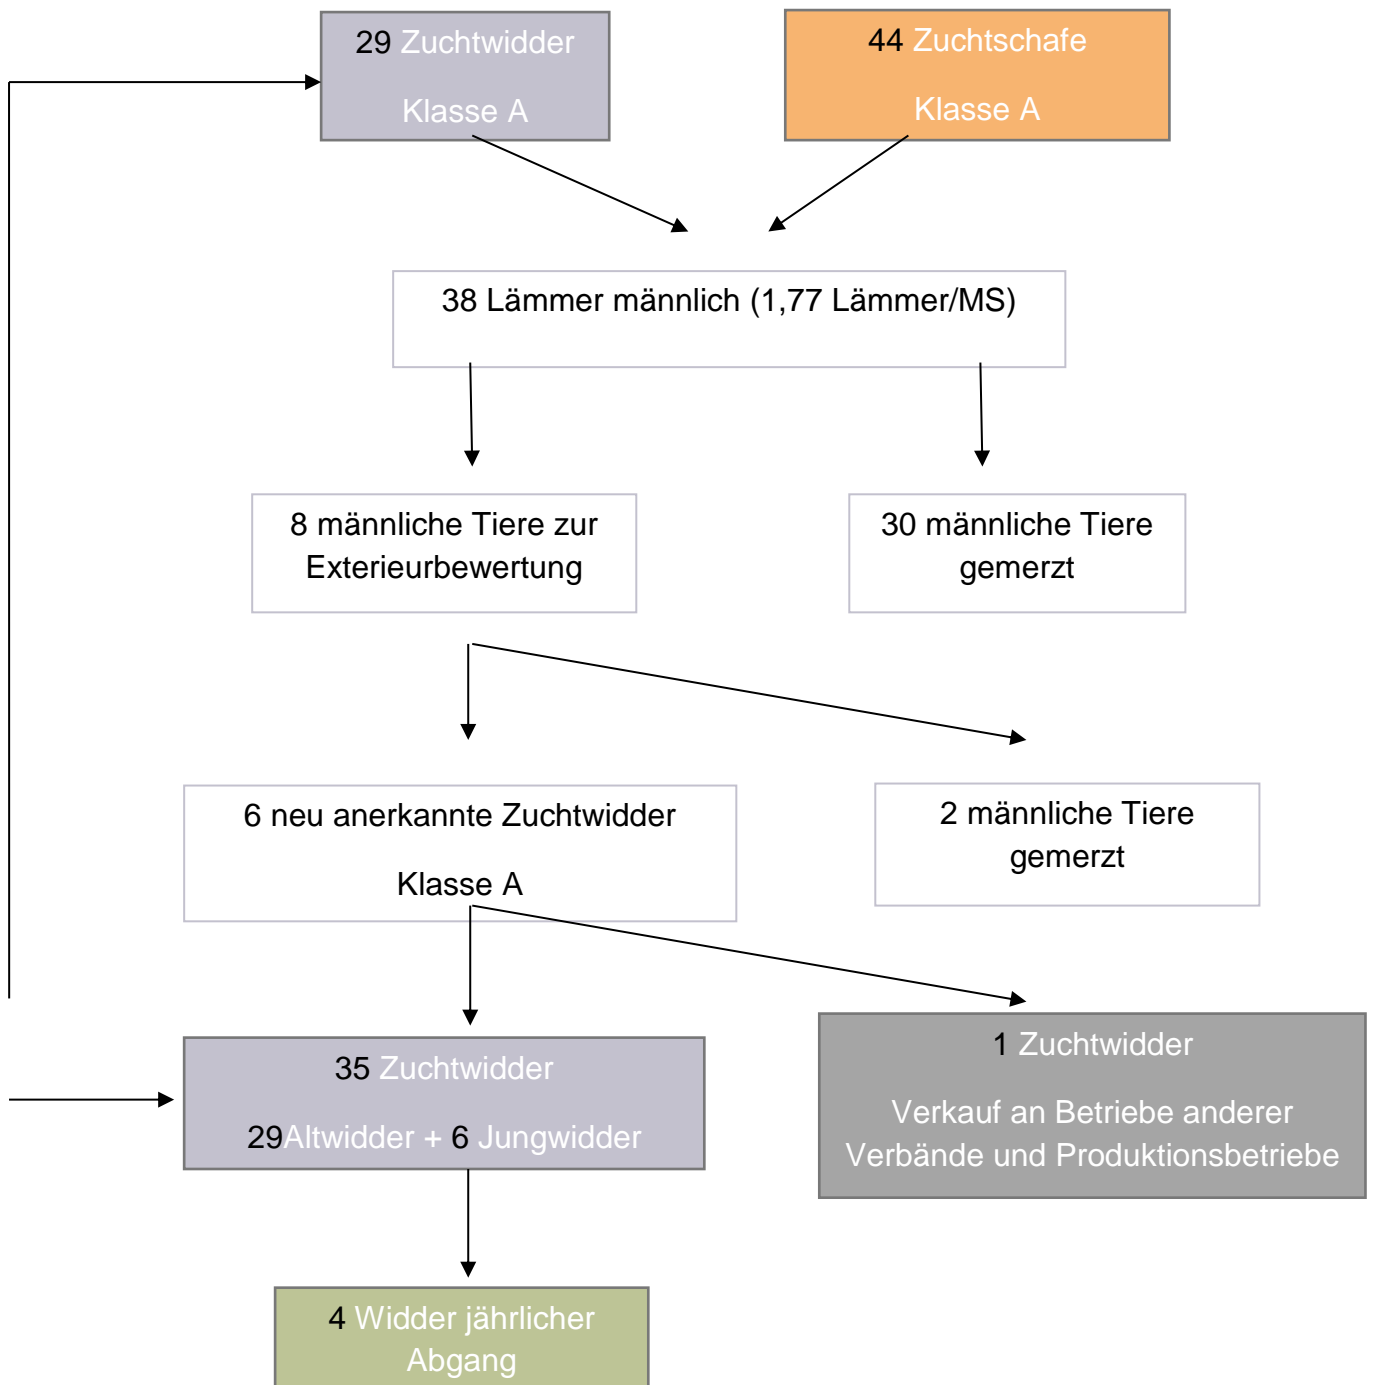 29 Zuchtwidder
Klasse A
44 Zuchtschafe
Klasse A
38 Lämmer männlich (1,77 Lämmer/MS)
8 männliche Tiere zur
Exterieurbewertung
30 männliche Tiere
gemerzt
6 neu anerkannte Zuchtwidder
Klasse A
2 männliche Tiere
gemerzt
35 Zuchtwidder
29Altwidder + 6 Jungwidder
1 Zuchtwidder
Verkauf an Betriebe anderer
Verbände und Produktionsbetriebe
4 Widder jährlicher
Abgang